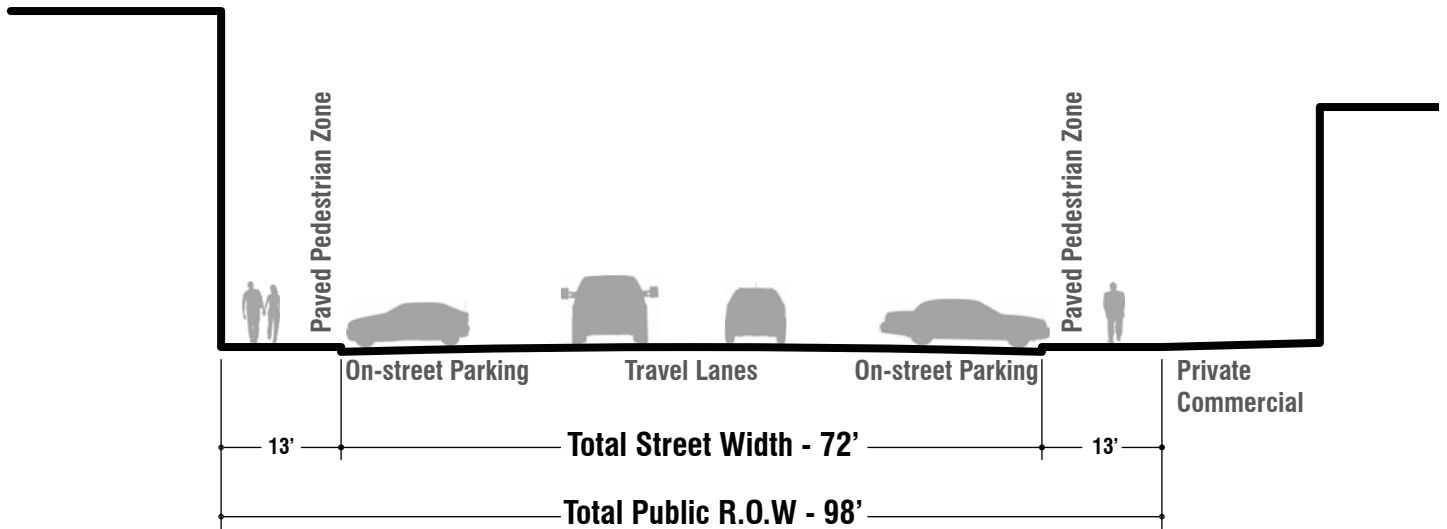 Paved Pedestrian Zone
Paved Pedestrian Zone
On-street Parking
Travel Lanes
On-street Parking
Private
Commercial
13’
Total Street Width - 72’
13’
Total Public R.O.W - 98’